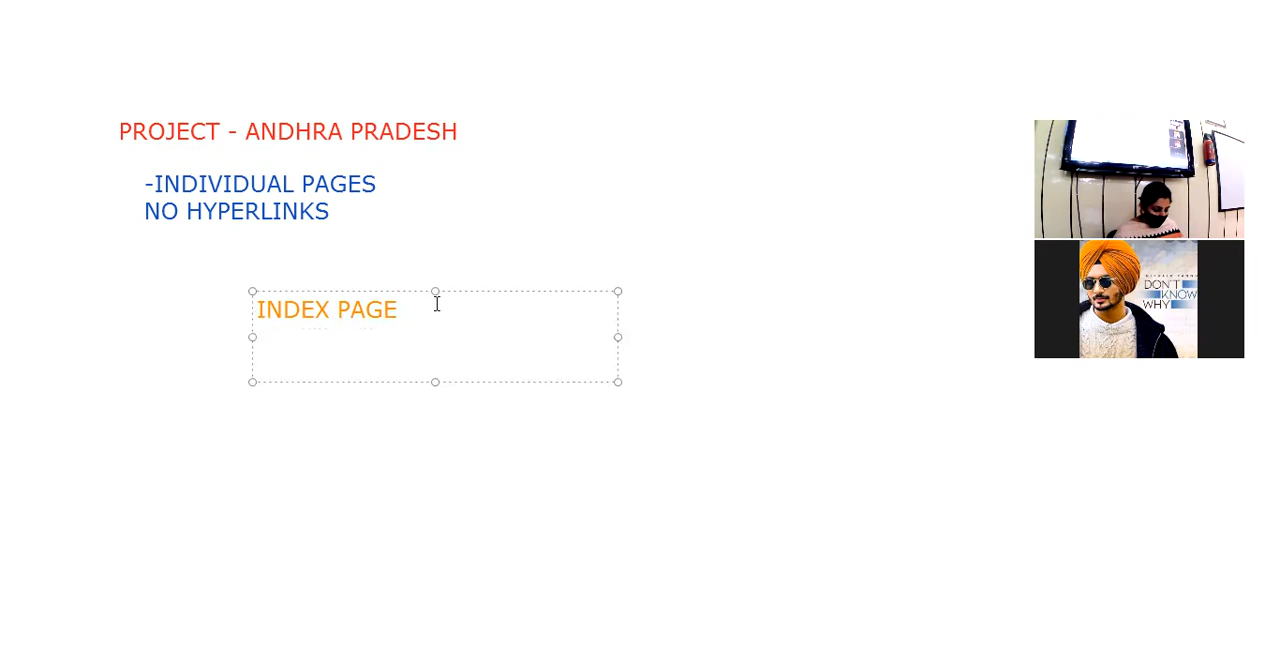 PROJECT - ANDHRA PRADESH
-INDIVIDUAL PAGES
NO HYPERLINKS
INDEX PAGE
DON'T
KNOW
WHY